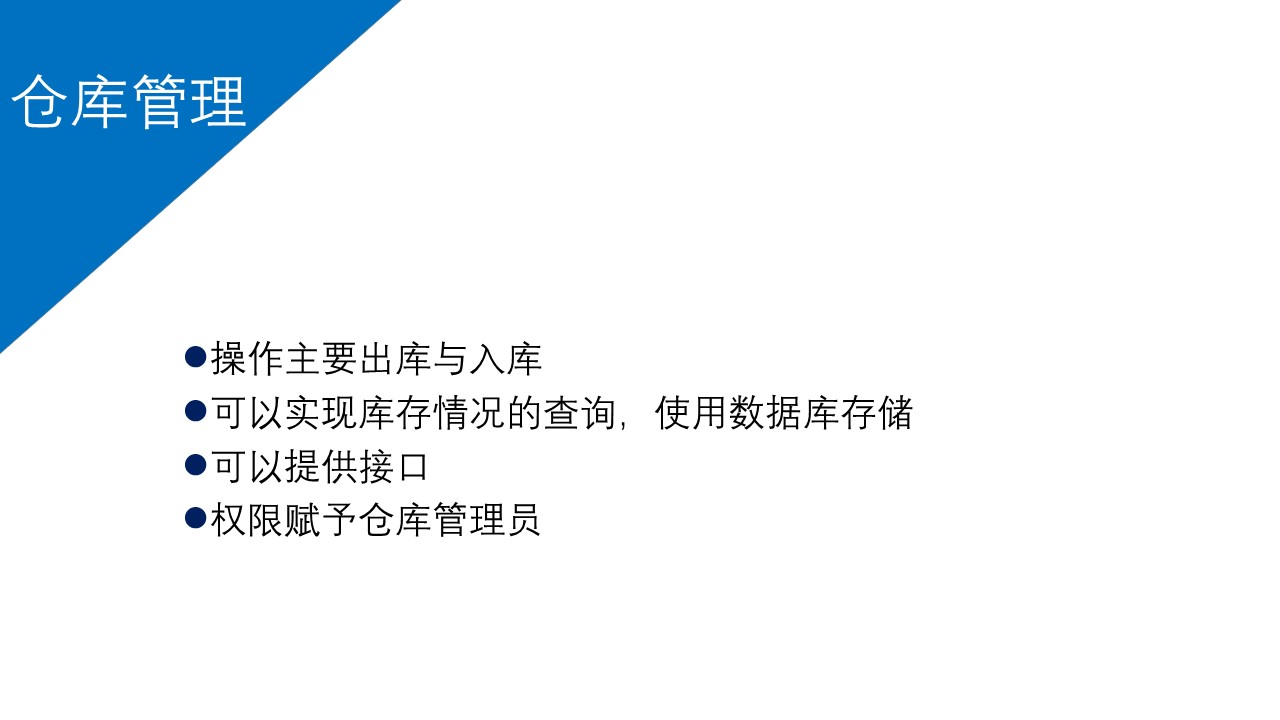 仓库管理
●操作主要出库与入库
●可以实现库存情况的查询，使用数据库存储
●可以提供接口
●权限赋予仓库管理员